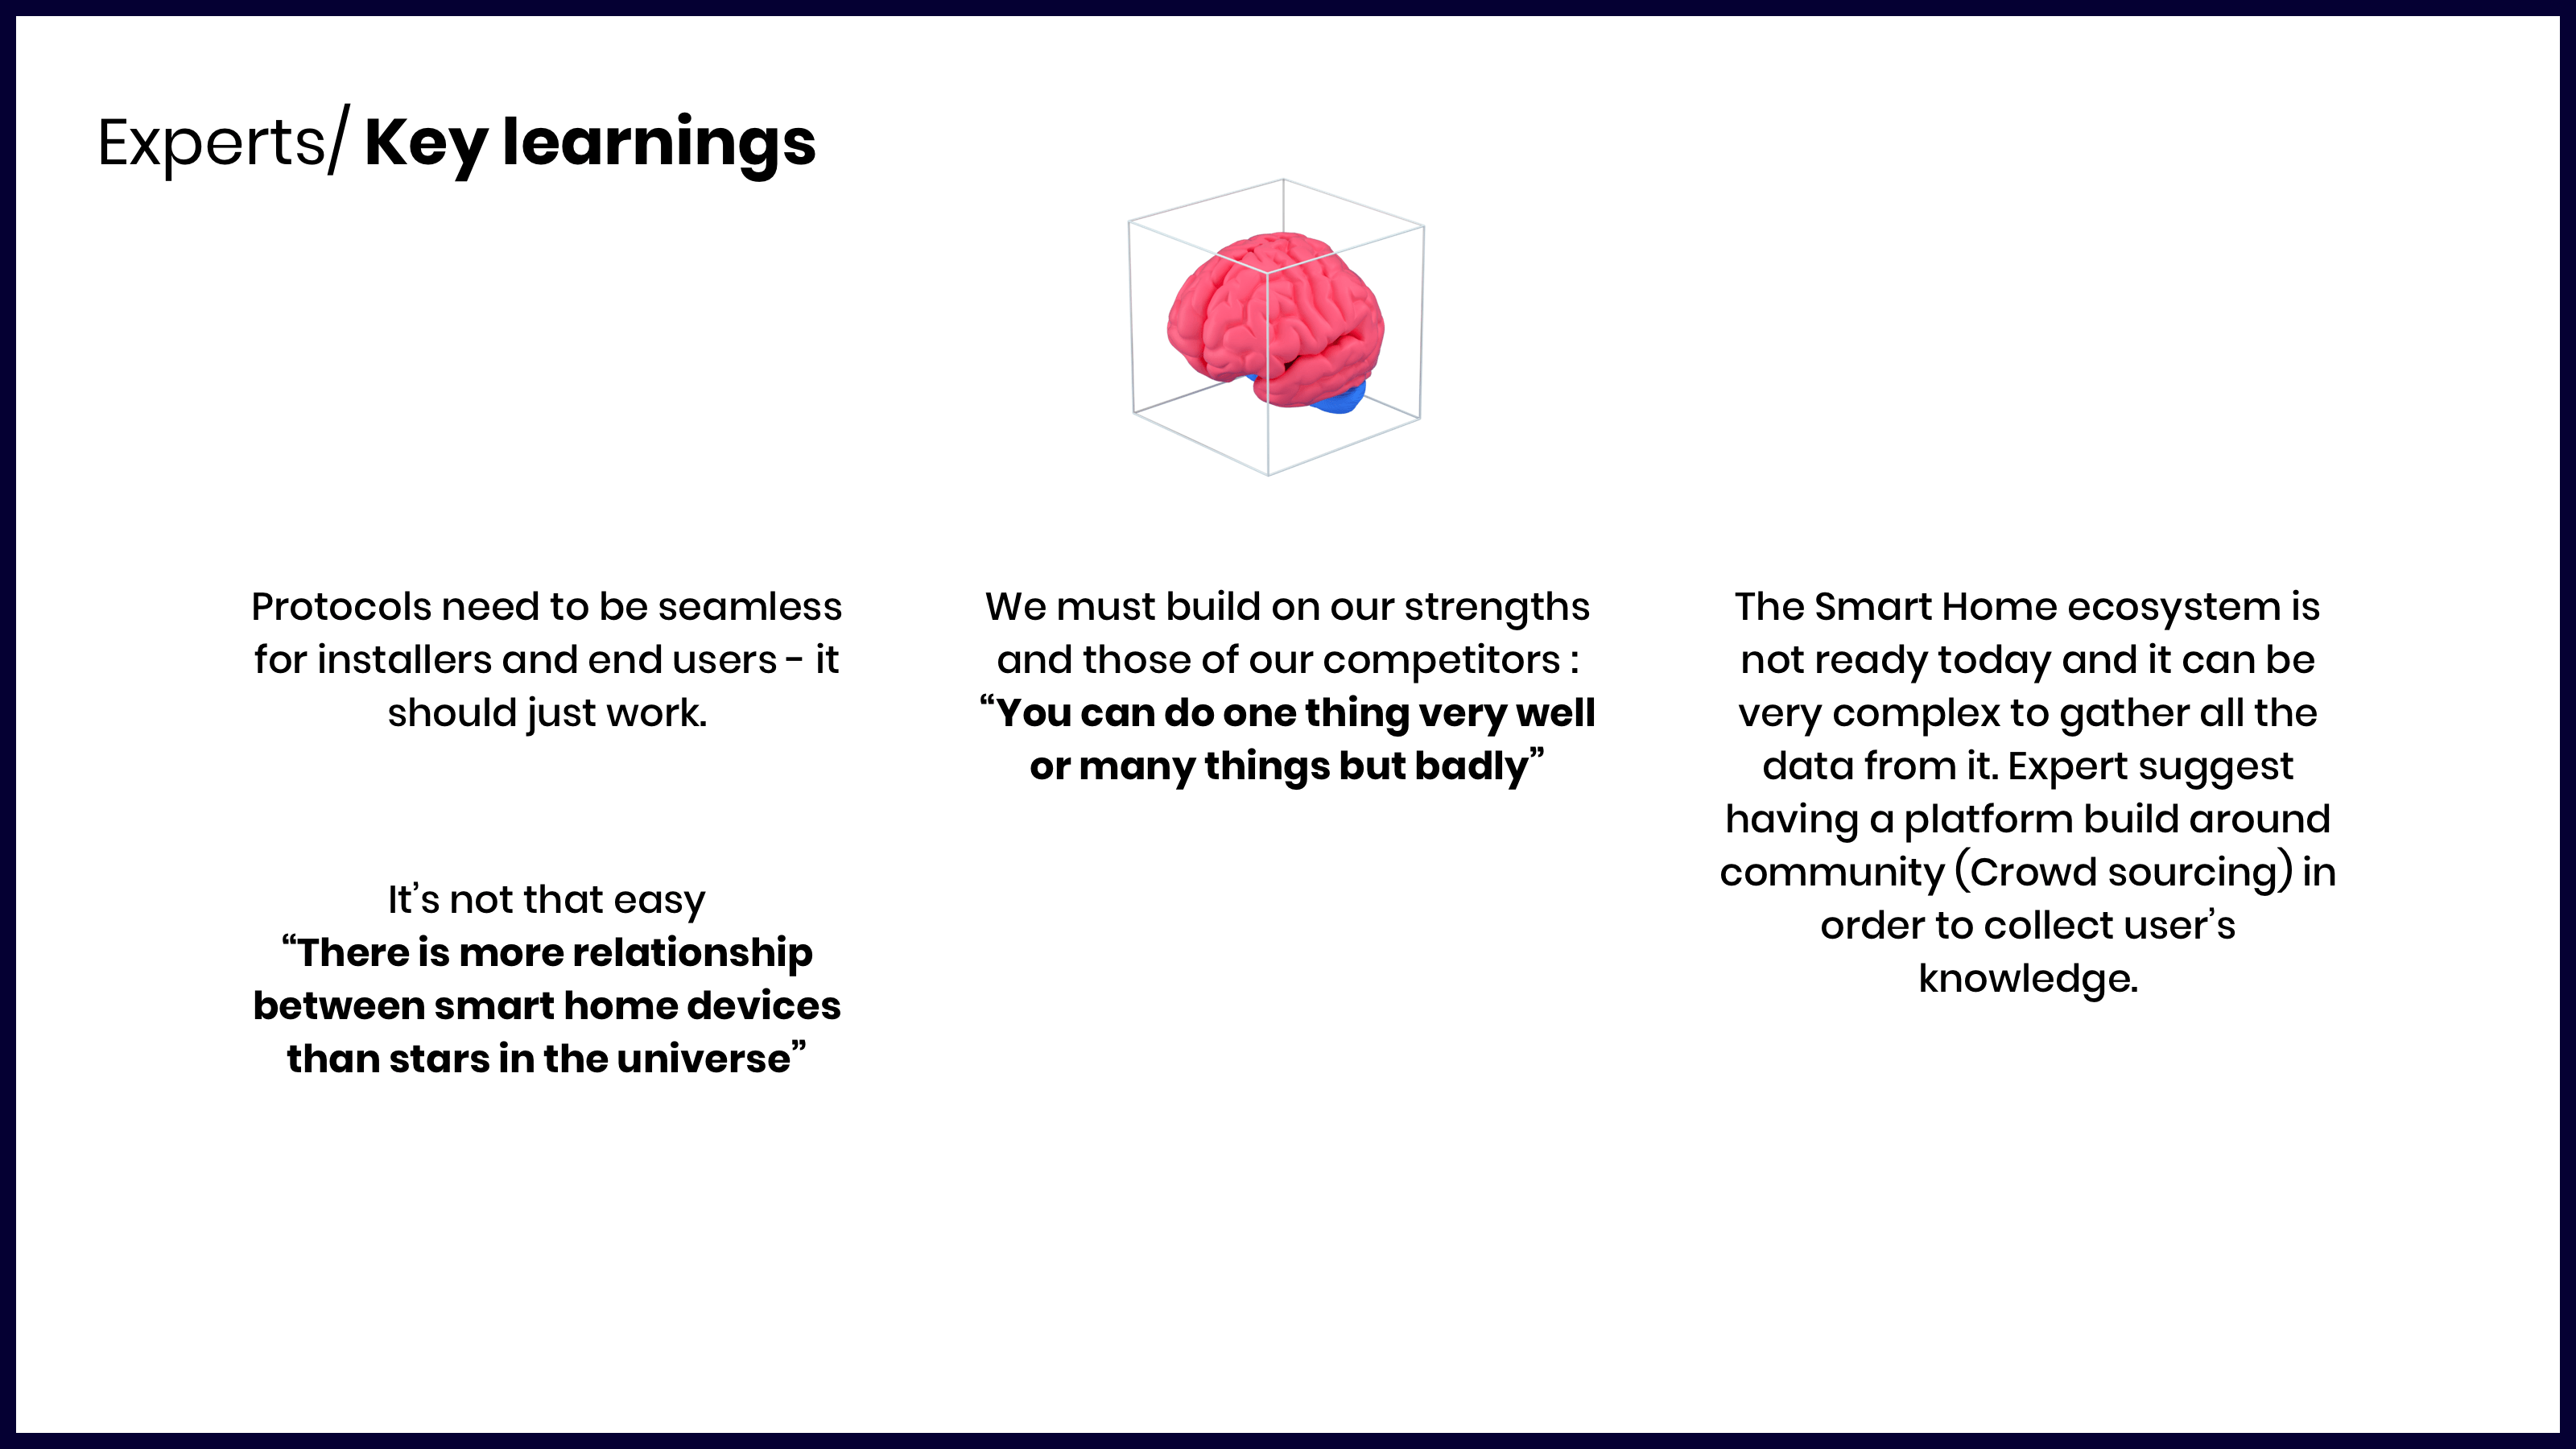 Experts/ Key learnings
Protocols need to be seamless
for installers and end users - it
should just work.
It’s not that easy
“There is more relationship
between smart home devices
than stars in the universe”
We must build on our strengths
and those of our competitors :
“You can do one thing very well
or many things but badly”
The Smart Home ecosystem is
not ready today and it can be
very complex to gather all the
data from it. Expert suggest
having a platform build around
community (Crowd sourcing) in
order to collect user’s
knowledge.